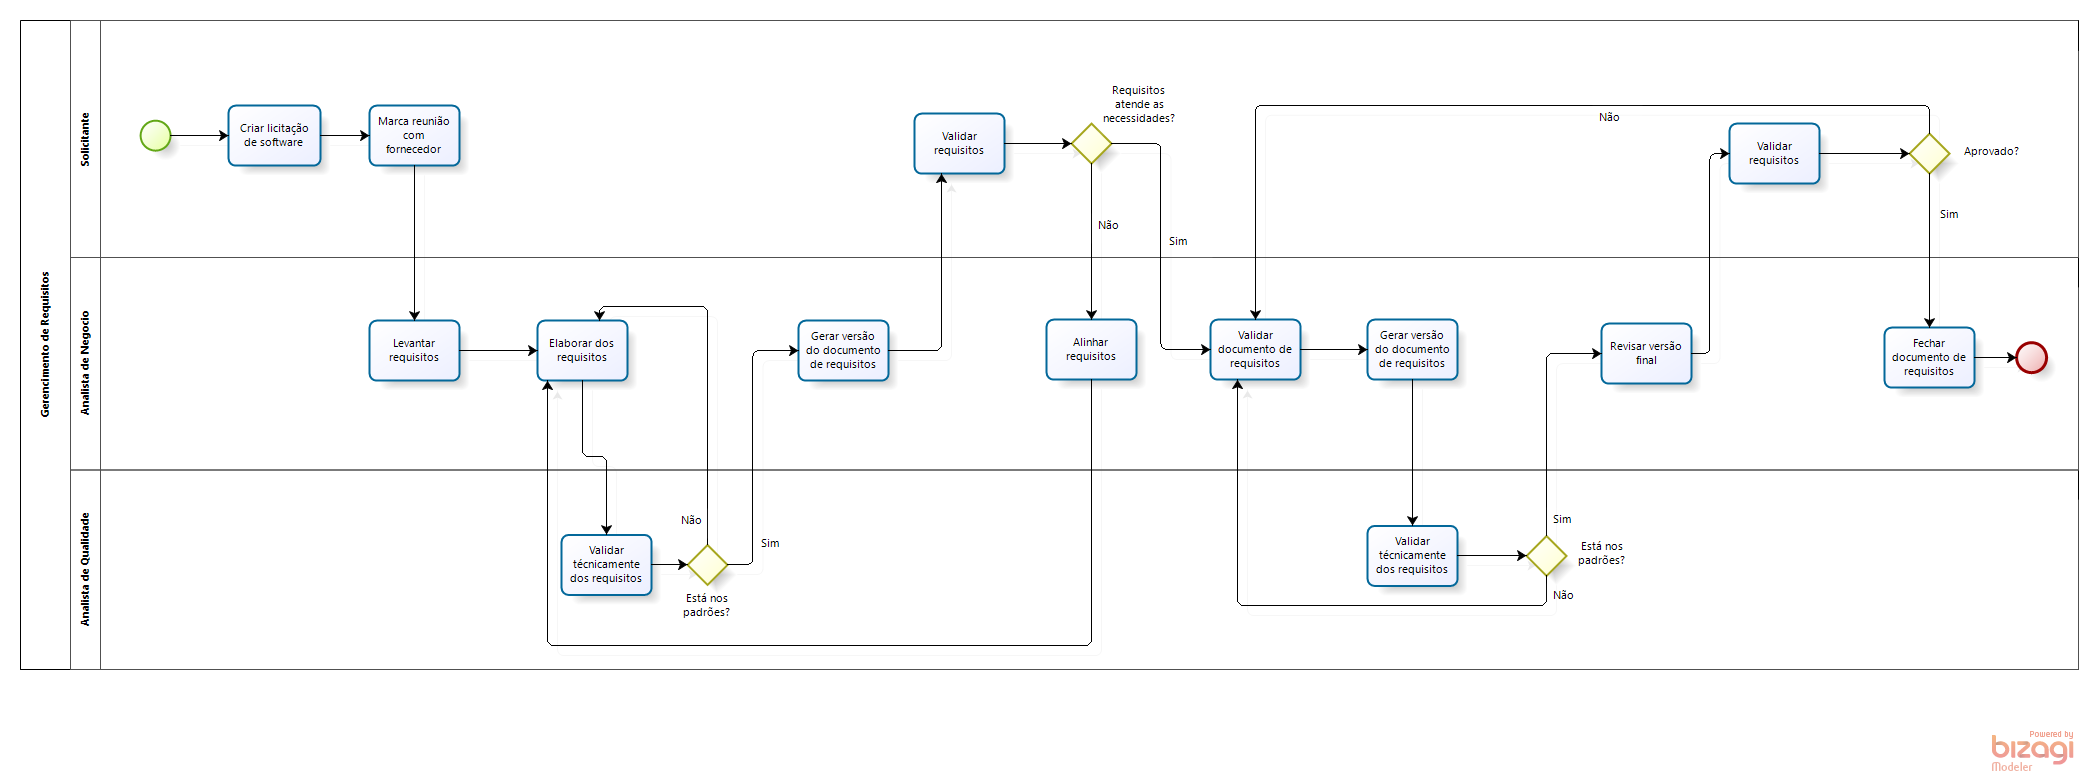 Gerencimento de Requisitos
Solicitante
Criar licitação
de software
Marca reunião
com
fornecedor
Validar
requisitos
Requisitos
atende as
necessidades?
Não
Sim
Não
Validar
requisitos
Aprovado?
Sim
Analista de Negocio
Levantar
requisitos
Elaborar dos
requisitos
Gerar versão
do documento
de requisitos
Alinhar
requisitos
Validar
documento de
requisitos
Gerar versão
do documento
de requisitos
Revisar versão
final
Fechar
documento de
requisitos
Analista de Qualidade
Validar
técnicamente
dos requisitos
Não
Sim
Está nos
padrões?
Validar
técnicamente
dos requisitos
Sim
Está nos
padrões?
Não
Powered by
bizagi
Modeler